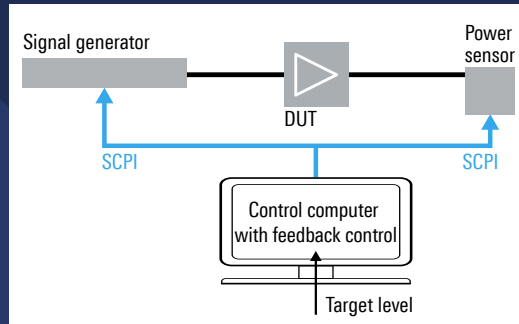 Signal generator
Power
sensor
DUT
SCPI
SCPI
Control computer
with feedback control
Target level